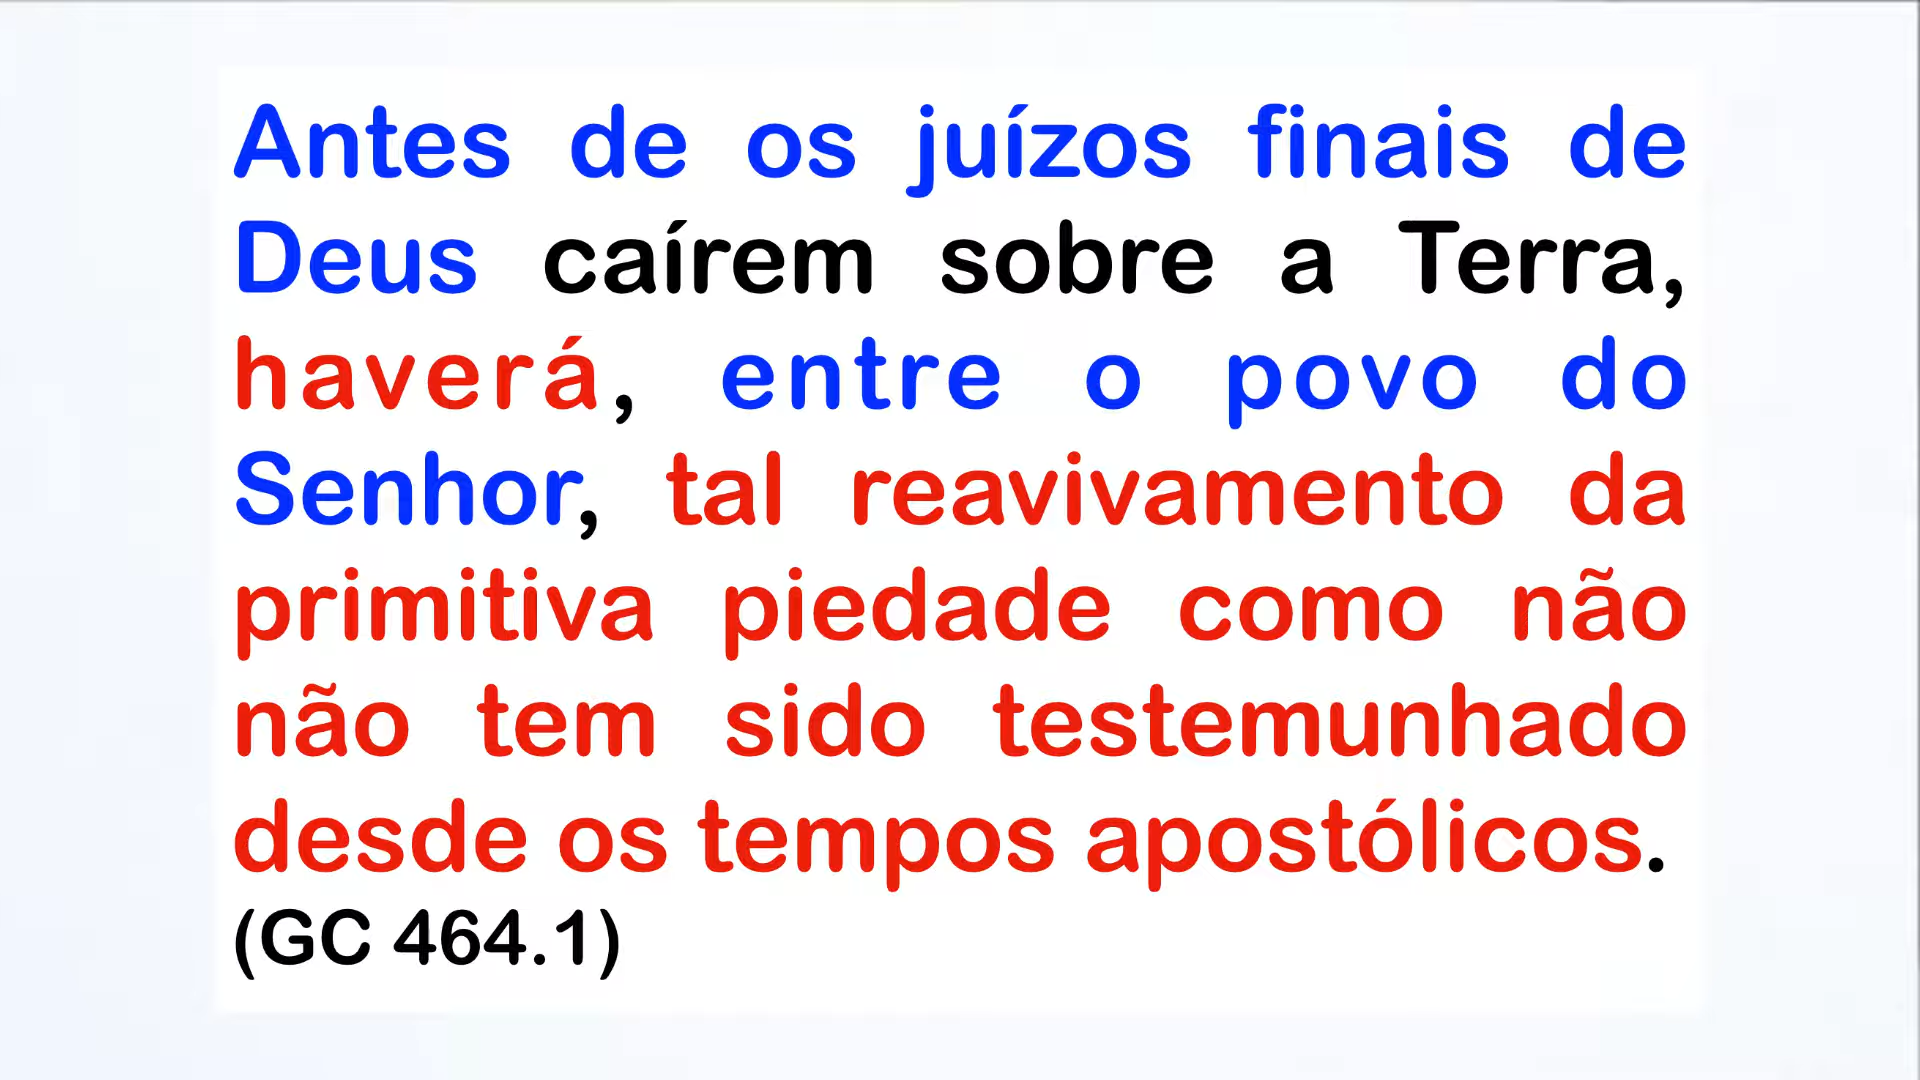 Antes de os juízos finais de
Deus caírem sobre a Terra,
haverá, entre o povo do
Senhor, tal reavivamento da
primitiva piedade como não
não tem sido testemunhado
desde os tempos apostólicos.
(GC 464.1)